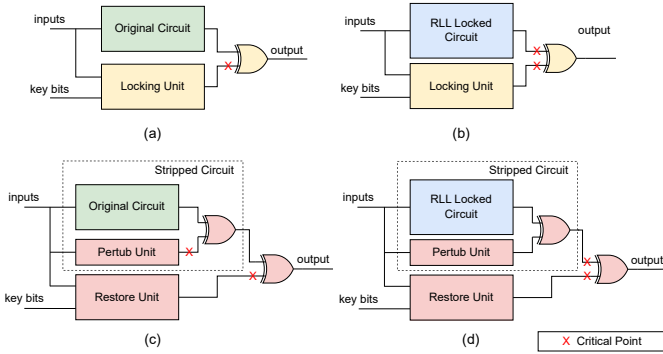 inputs
Original Circuit
output
key bits
Locking Unit
(a)
inputs
RLL Locked
Circuit
output
key bits
Locking Unit
(b)
Stripped Circuit
inputs
Original Circuit
Pertub Unit
output
key bits
Restore Unit
(c)
Stripped Circuit
inputs
RLL Locked
Circuit
Pertub Unit
output
key bits
Restore Unit
(d)
X Critical Point